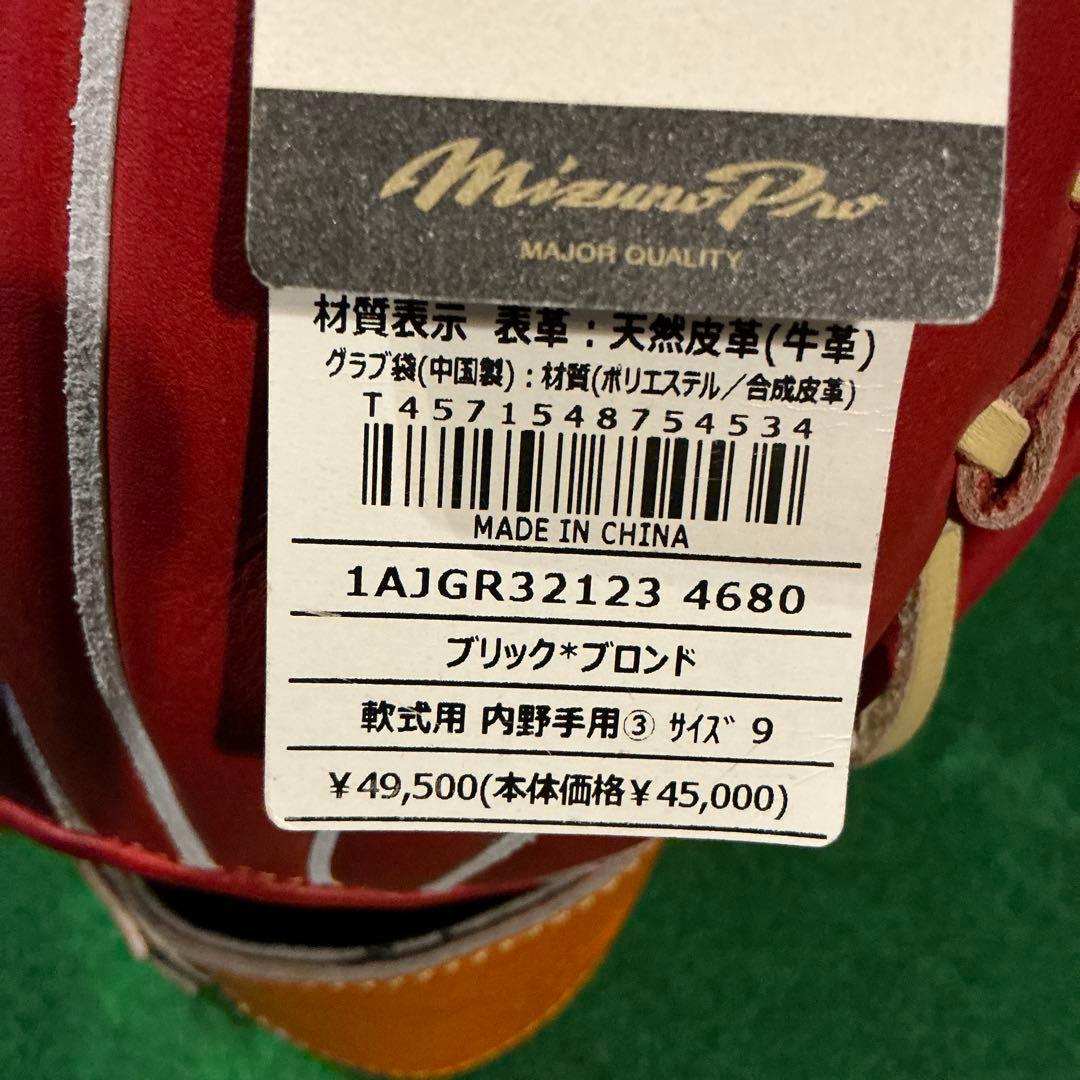 Mizuno Pro
MAJOR QUALITY
材質表示 表革：天然皮革(牛革)
グラブ袋(中国製)：材質(ポリエステル／合成皮革)
T4571548754534
MADE IN CHINA
1AJGR32123 4680
ブリック*ブロンド
軟式用 内野手用③ ｻｲｽﾞ 9
￥49,500(本体価格￥45,000)